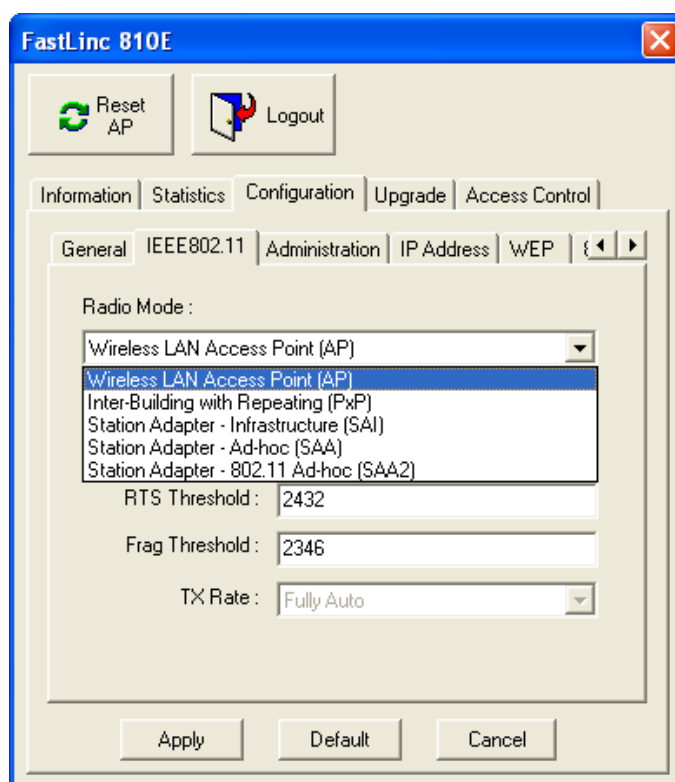 FastLinc 810E
Reset AP
Logout
Information Statistics Configuration Upgrade Access Control
General IEEE802.11 Administration IP Address WEP
Radio Mode :
Wireless LAN Access Point (AP)
Wireless LAN Access Point (AP)
Inter-Building with Repeating (PxP)
Station Adapter - Infrastructure (SAI)
Station Adapter - Ad-hoc (SAA)
Station Adapter - 802.11 Ad-hoc (SAA2)
RTS Threshold : 2432
Frag Threshold : 2346
TX Rate : Fully Auto
Apply Default Cancel